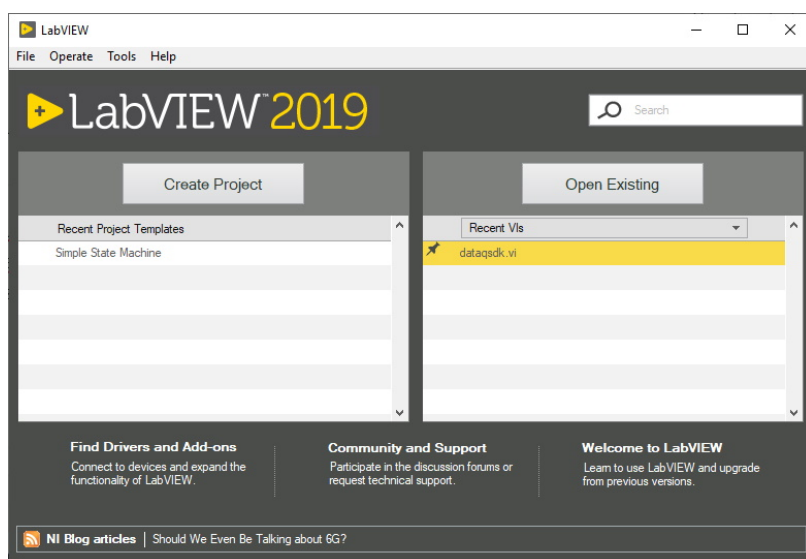 LabVIEW
File Operate Tools Help
LabVIEW™ 2019
Search
Create Project
Open Existing
Recent Project Templates
Recent VIs
Simple State Machine
dataqsdk.vi
Find Drivers and Add-ons
Connect to devices and expand the
functionality of LabVIEW.
Community and Support
Participate in the discussion forums or
request technical support.
Welcome to LabVIEW
Learn to use LabVIEW and upgrade
from previous versions.
NI Blog articles | Should We Even Be Talking about 6G?